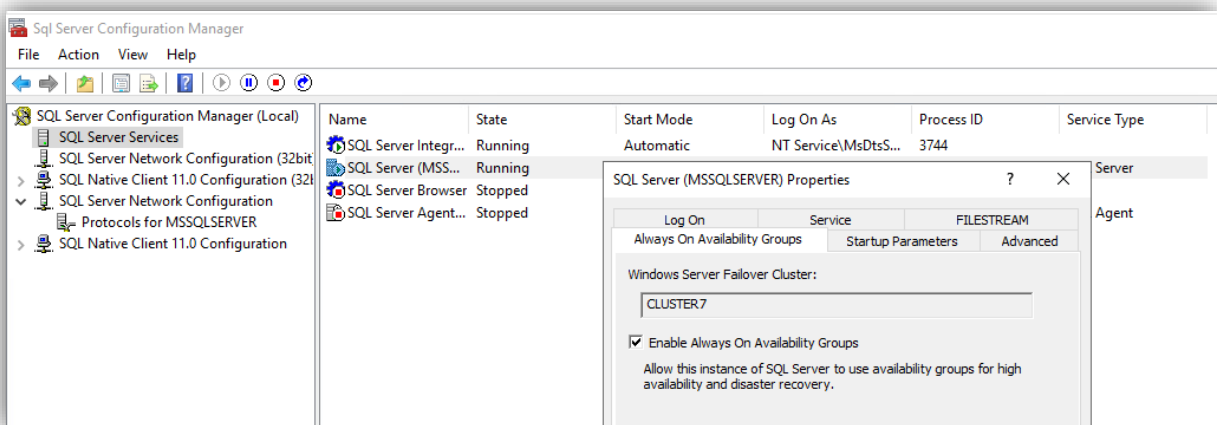 Sql Server Configuration Manager
File Action View Help
SQL Server Configuration Manager (Local)
SQL Server Services
SQL Server Network Configuration (32bit
SQL Native Client 11.0 Configuration (32b
SQL Server Network Configuration
Protocols for MSSQLSERVER
SQL Native Client 11.0 Configuration
Name State Start Mode Log On As Process ID Service Type
SQL Server Integr... Running Automatic NT Service\MsDtsS... 3744
SQL Server (MSS... Running Server
SQL Server Browser Stopped
SQL Server Agent... Stopped Agent
SQL Server (MSSQLSERVER) Properties ?
Log On Service FILESTREAM
Always On Availability Groups Startup Parameters Advanced
Windows Server Failover Cluster:
CLUSTER7
Enable Always On Availability Groups
Allow this instance of SQL Server to use availability groups for high
availability and disaster recovery.